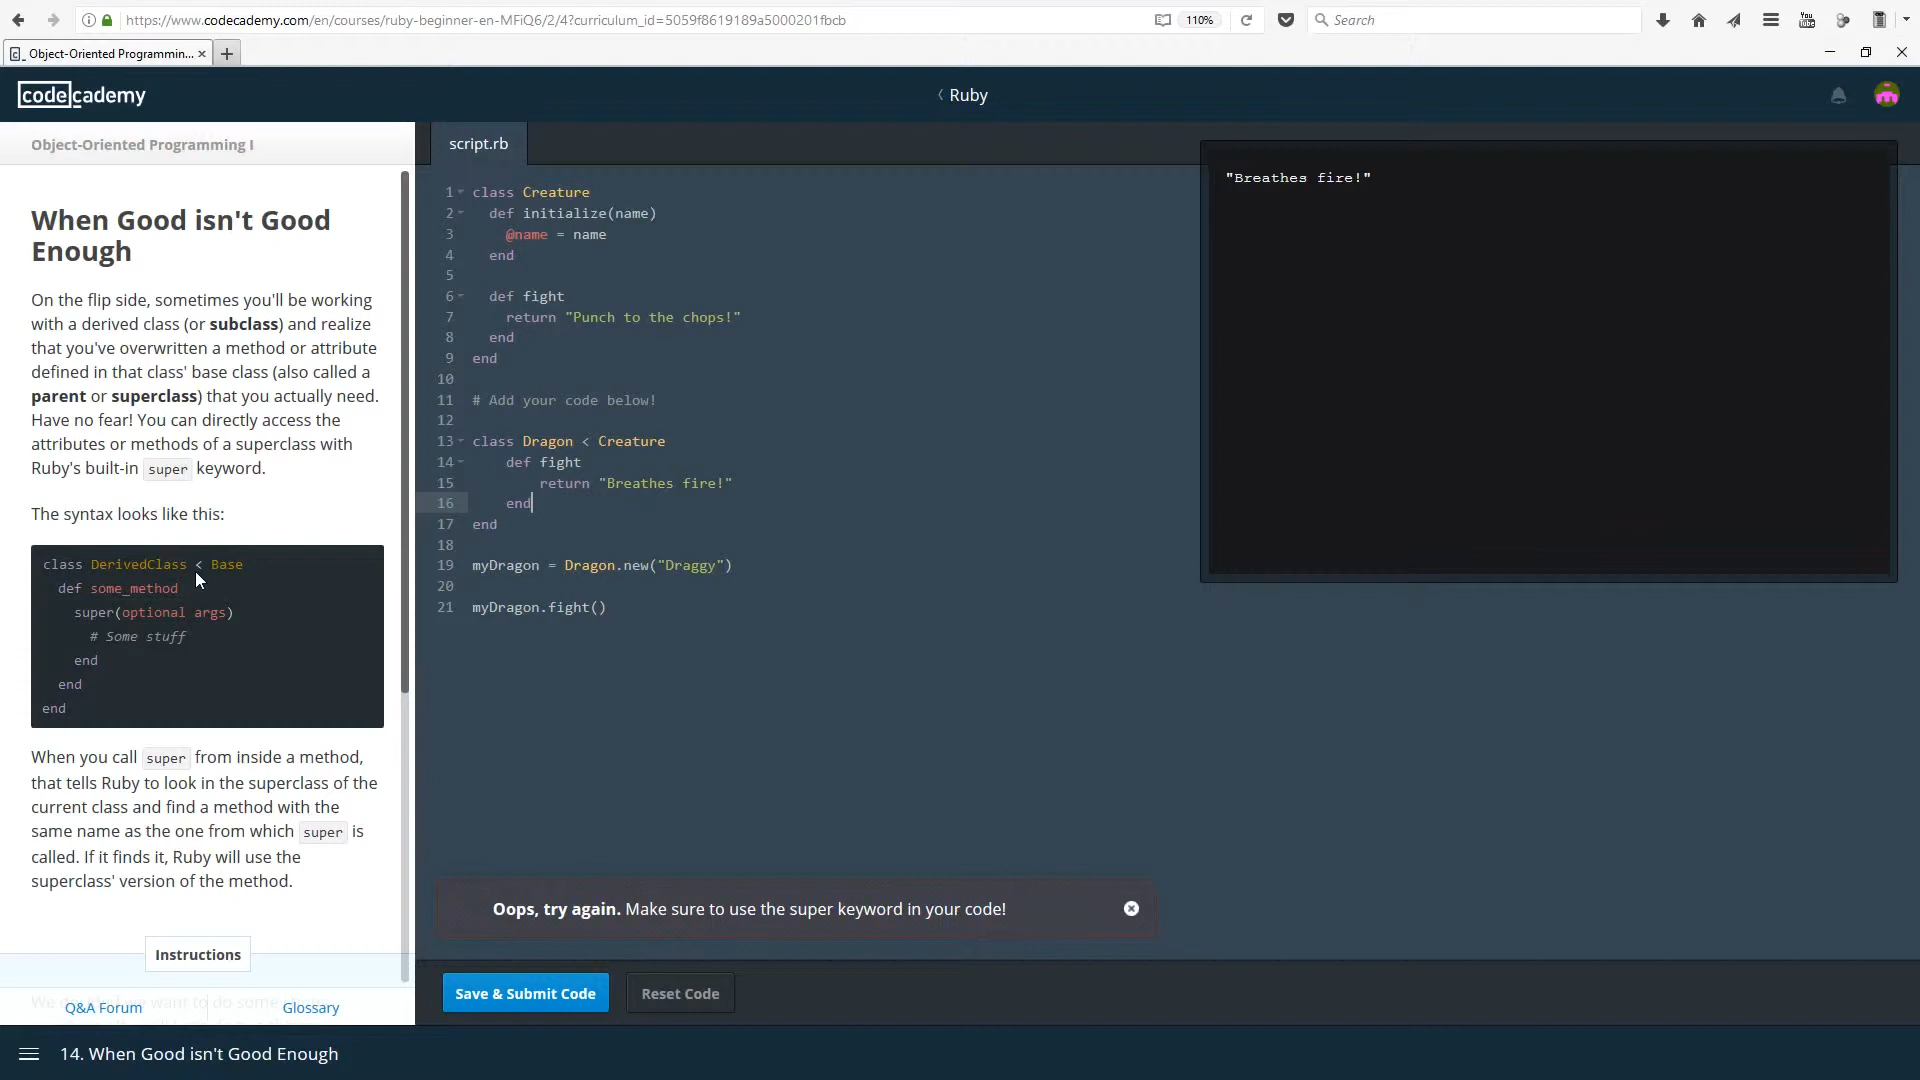 https://www.codecademy.com/en/courses/ruby-beginner-en-MFiQ6/2/4?curriculum_id=5059f8619189a5000201fbcb
110%
Search
Object-Oriented Programmin...
codecademy
Ruby
Object-Oriented Programming I
When Good isn't Good
Enough
On the flip side, sometimes you'll be working
with a derived class (or subclass) and realize
that you've overwritten a method or attribute
defined in that class' base class (also called a
parent or superclass) that you actually need.
Have no fear! You can directly access the
attributes or methods of a superclass with
Ruby's built-in super keyword.
The syntax looks like this:
class DerivedClass < Base
def some_method
super(optional args)
# Some stuff
end
end
end
When you call super from inside a method,
that tells Ruby to look in the superclass of the
current class and find a method with the
same name as the one from which super is
called. If it finds it, Ruby will use the
superclass' version of the method.
Instructions
Q&A Forum
Glossary
script.rb
1 class Creature
2 def initialize(name)
3 @name = name
4 end
5
6 def fight
7 return "Punch to the chops!"
8 end
9 end
10
11 # Add your code below!
12
13 class Dragon < Creature
14 def fight
15 return "Breathes fire!"
16 end
17 end
18
19 myDragon = Dragon.new("Draggy")
20
21 myDragon.fight()
"Breathes fire!"
Oops, try again. Make sure to use the super keyword in your code!
Save & Submit Code
Reset Code
14. When Good isn't Good Enough